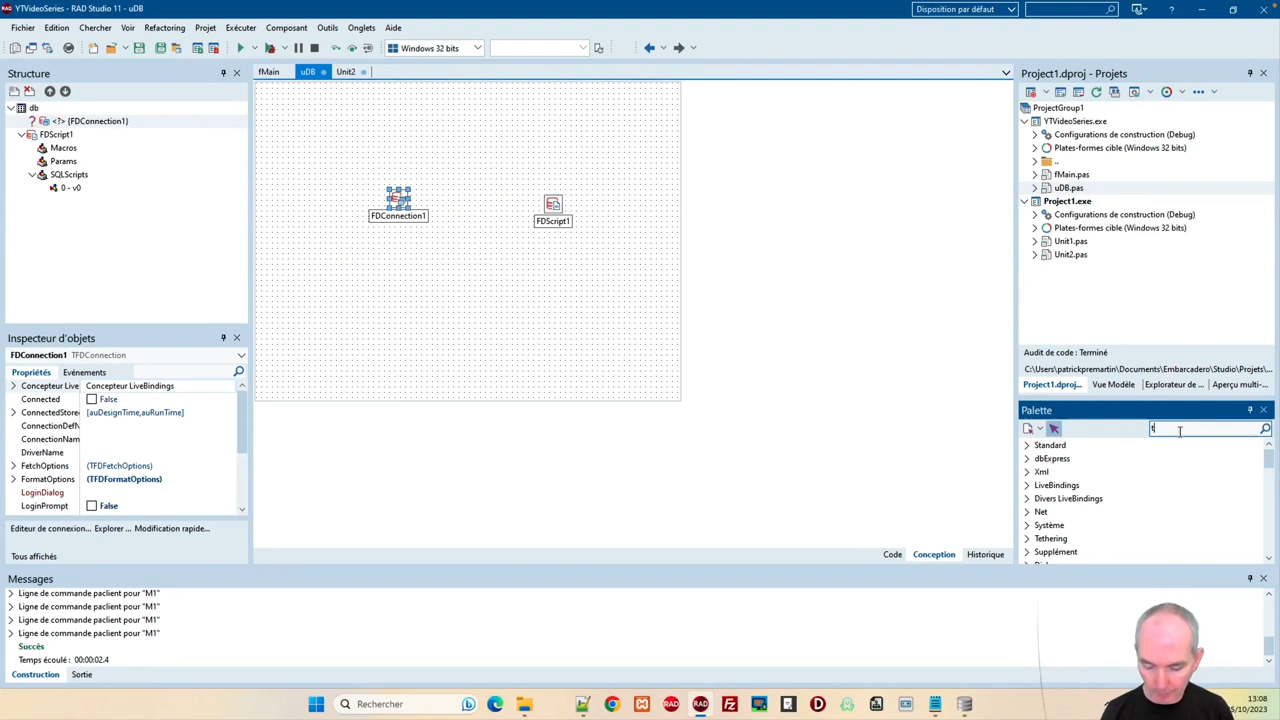 YTVideoSeries - RAD Studio 11 - uDB
Disposition par défaut
Fichier Edition Chercher Voir Refactoring Projet Exécuter Composant Outils Onglets Aide
Windows 32 bits
Structure
fMain uDB Unit2
Project1.dproj - Projets
db
<?> {FDConnection1}
FDScript1
Macros
Params
SQLScripts
0 - v0
FDConnection1
FDScript1
ProjectGroup1
YTVideoSeries.exe
Configurations de construction (Debug)
Plates-formes cible (Windows 32 bits)
..
fMain.pas
uDB.pas
Project1.exe
Configurations de construction (Debug)
Plates-formes cible (Windows 32 bits)
Unit1.pas
Unit2.pas
Audit de code : Terminé
C:\Users\patrickpremartin\Documents\Embarcadero\Studio\Projets\...
Project1.dproj... Vue Modèle Explorateur de ... Aperçu multi-...
Inspecteur d'objets
FDConnection1 TFDConnection
Propriétés Evénements
Concepteur Live Concepteur LiveBindings
Connected False
ConnectedStore [auDesignTime,auRunTime]
ConnectionDefN
ConnectionNam
DriverName
FetchOptions (TFDFetchOptions)
FormatOptions (TFDFormatOptions)
LoginDialog
LoginPrompt False
Editeur de connexion... Explorer ... Modification rapide...
Tous affichés
Palette
t
Standard
dbExpress
Xml
LiveBindings
Divers LiveBindings
Net
Système
Tethering
Supplément
Code Conception Historique
Messages
Ligne de commande paclient pour "M1"
Ligne de commande paclient pour "M1"
Ligne de commande paclient pour "M1"
Ligne de commande paclient pour "M1"
Succès
Temps écoulé : 00:00:02.4
Construction Sortie
Rechercher
13:08
5/10/2023